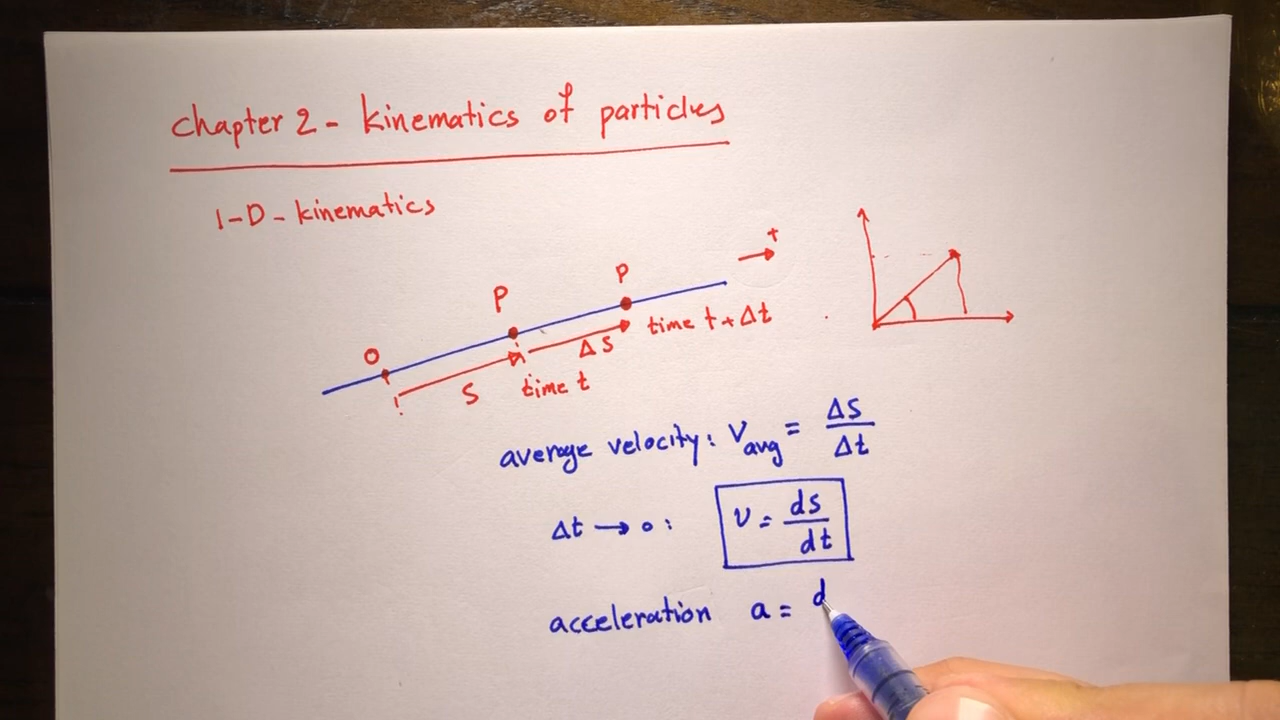 chapter 2 - kinematics of particles
1-D - kinematics
+
P
P
time t + Δt
O
Δs
S
time t
average velocity: Vavg = Δs/Δt
Δt → 0: v = ds/dt
acceleration a = d